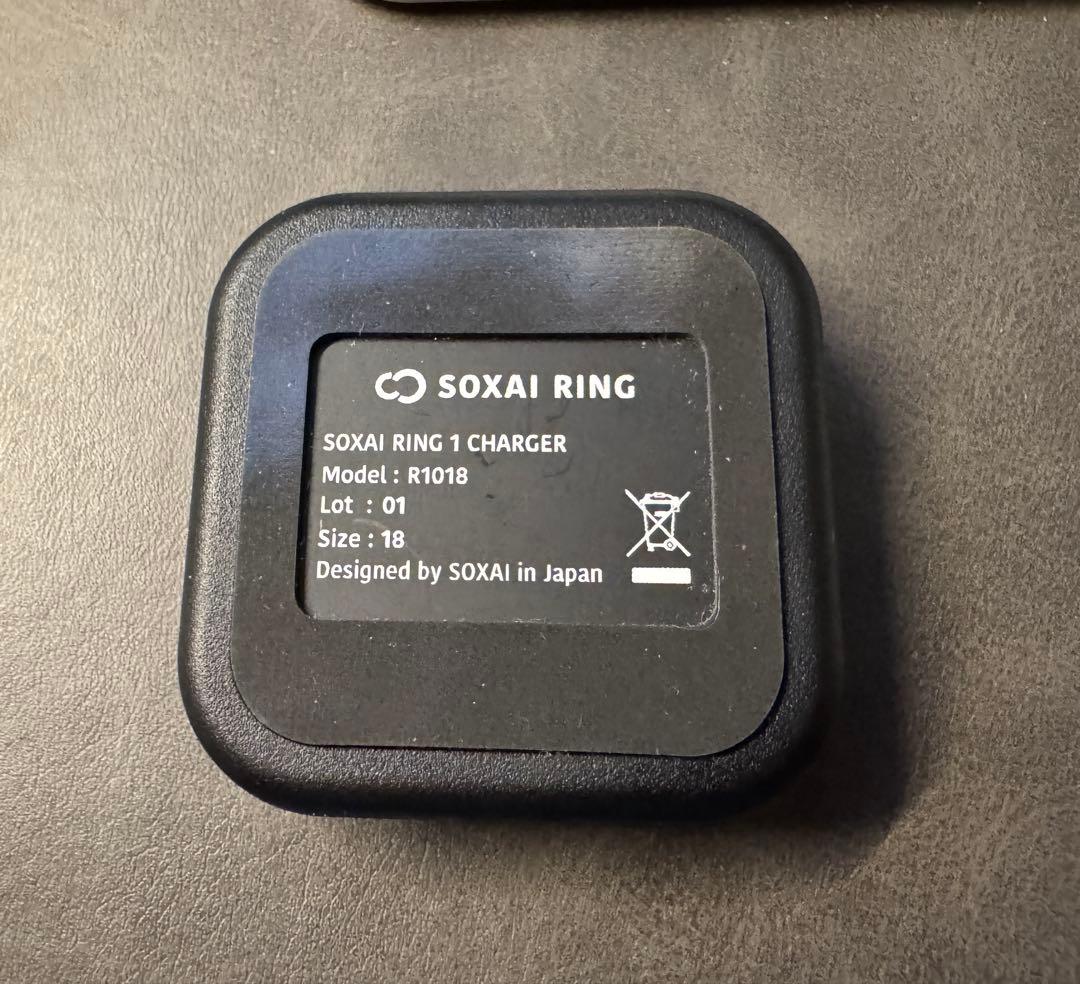 SOXAI RING
SOXAI RING 1 CHARGER
Model : R1018
Lot : 01
Size : 18
Designed by SOXAI in Japan